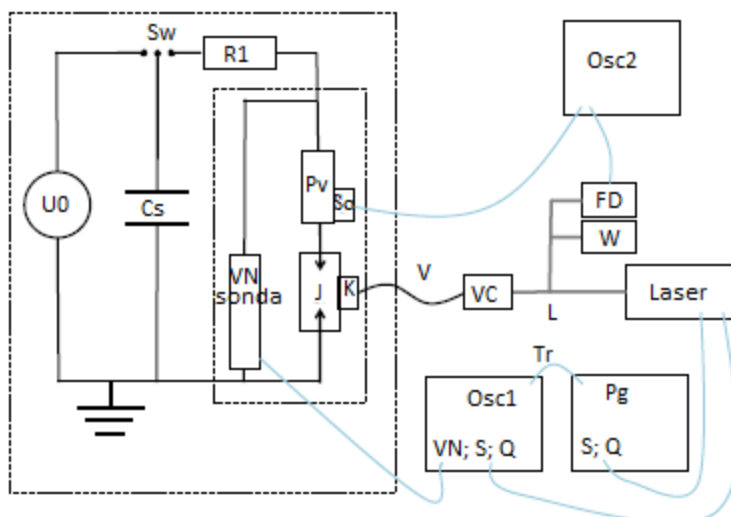 Sw
R1
Osc2
U0
Cs
Pv
So
FD
W
VN
sonda
J
K
V
VC
L
Laser
Tr
Osc1
Pg
VN; S; Q
S; Q